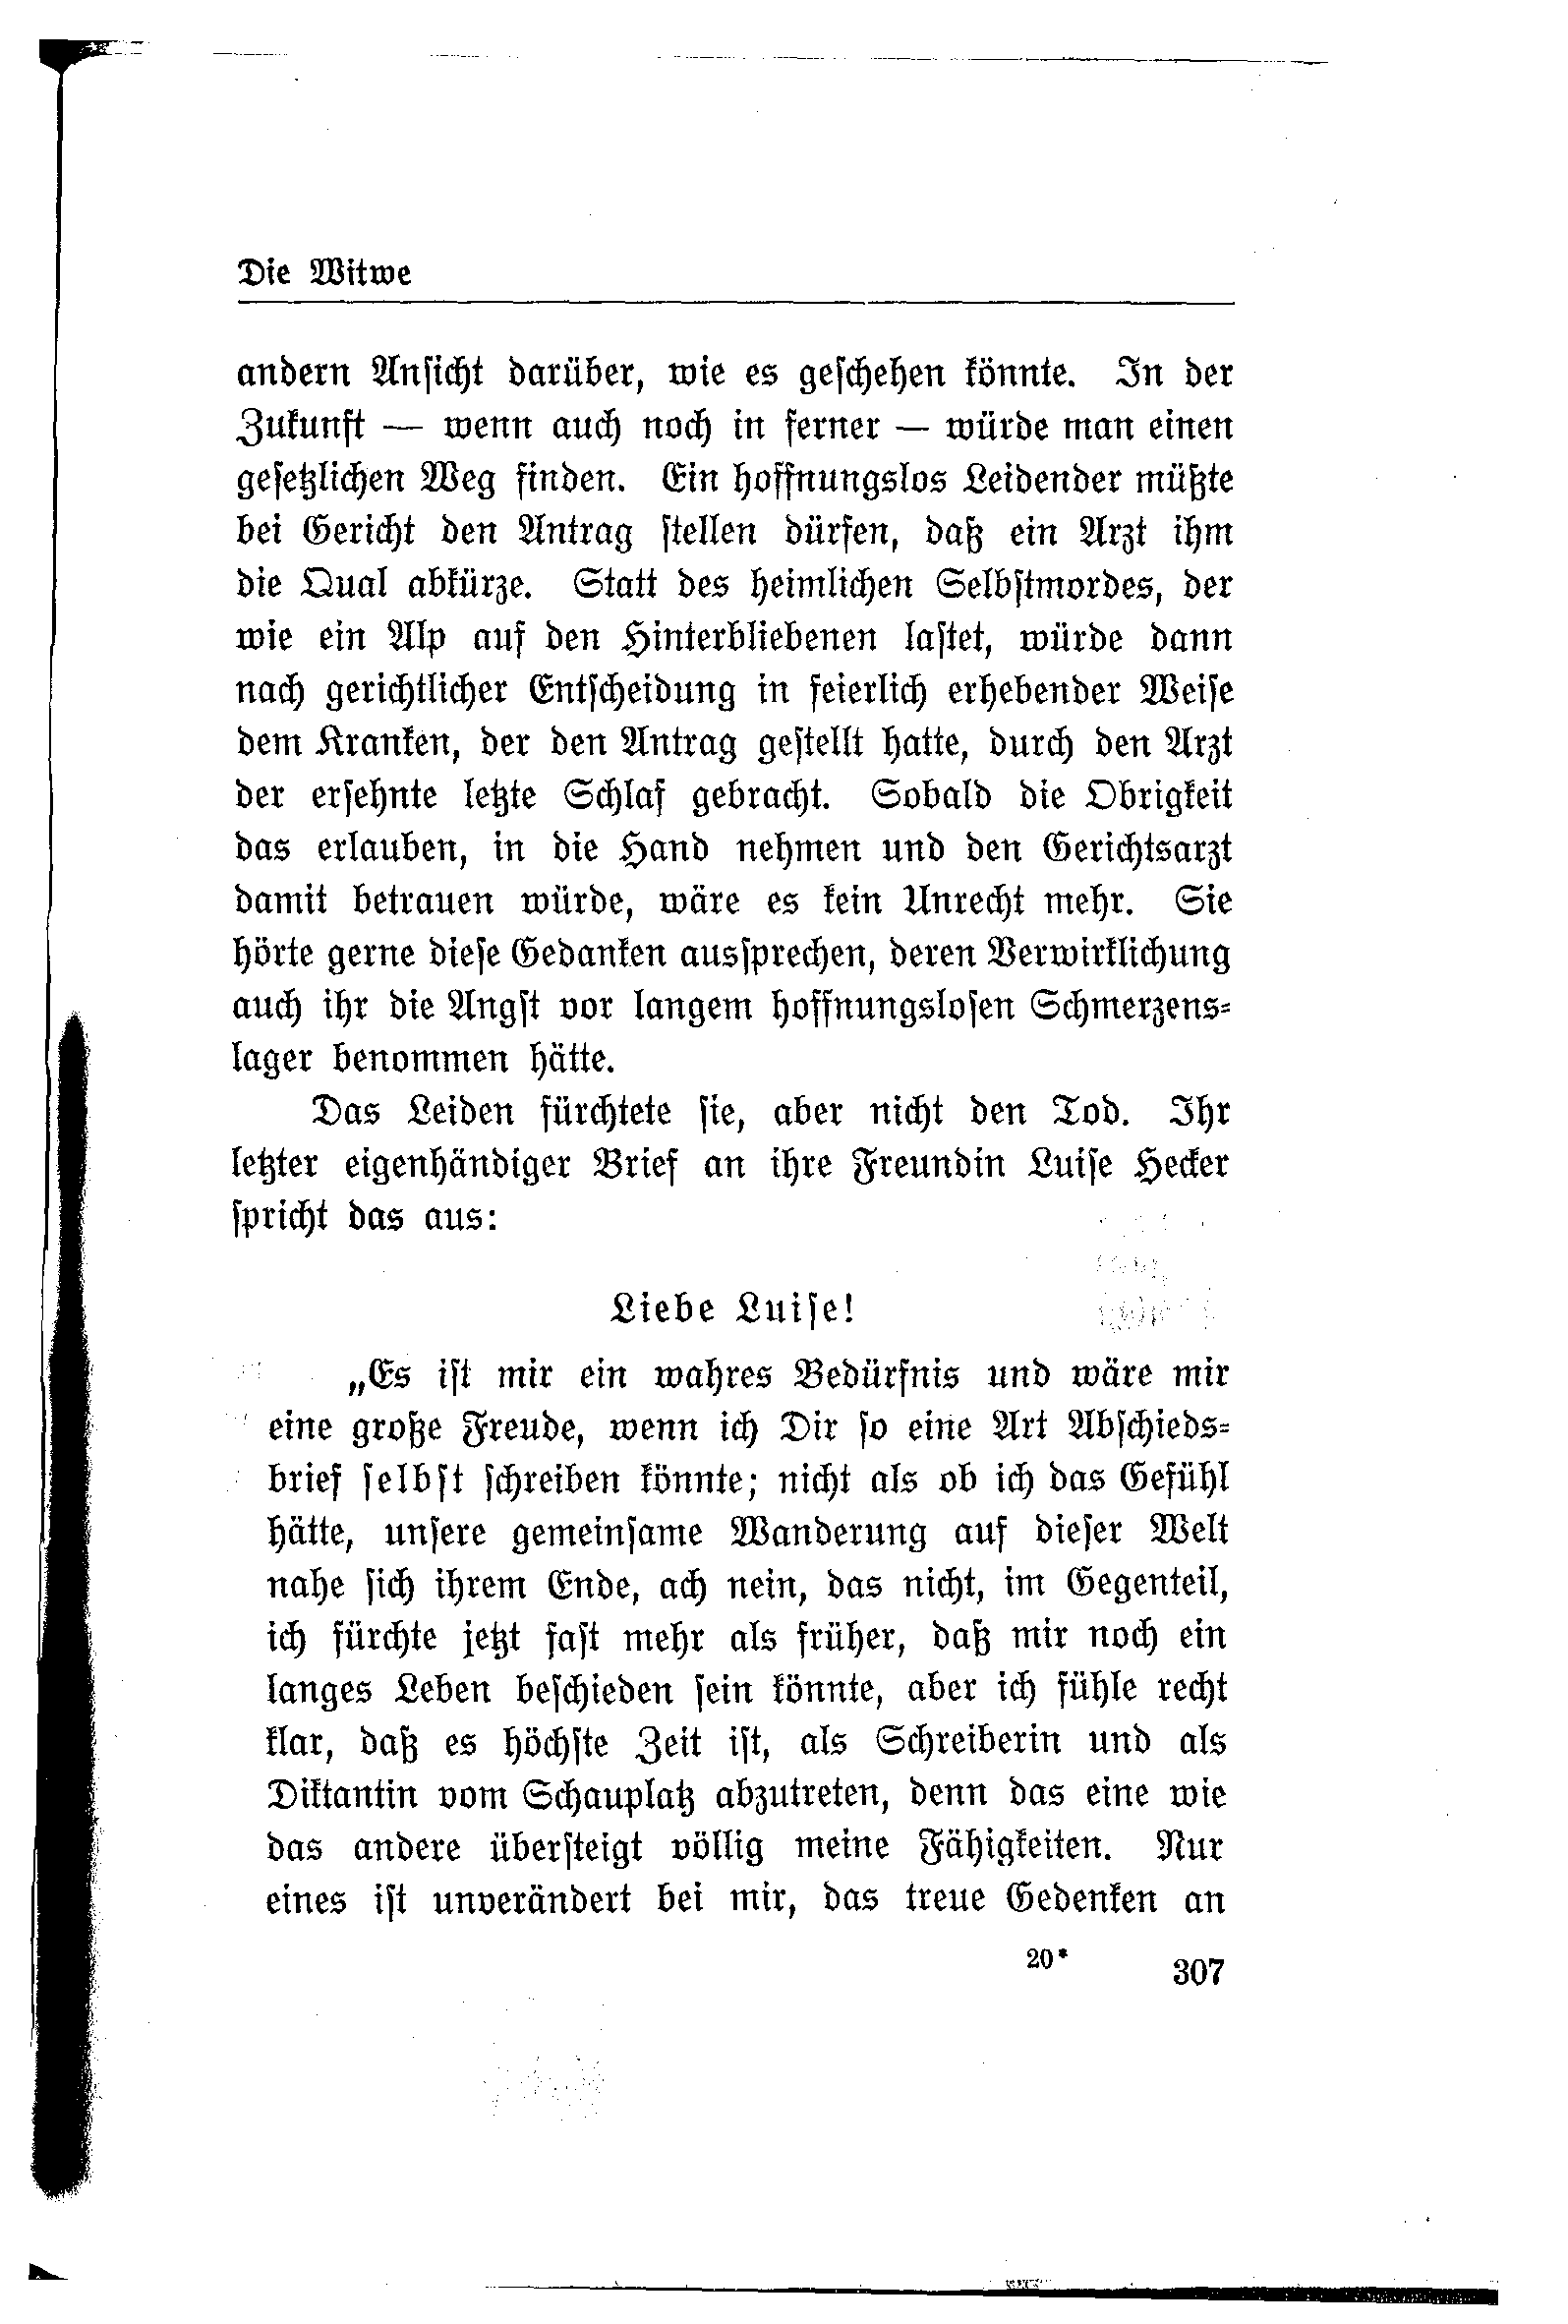 Die Witwe
andern Ansicht darüber, wie es geschehen könnte. In der
Zukunft — wenn auch noch in ferner — würde man einen
gesetzlichen Weg finden. Ein hoffnungslos Leidender müßte
bei Gericht den Antrag stellen dürfen, daß ein Arzt ihm
die Qual abkürze. Statt des heimlichen Selbstmordes, der
wie ein Alp auf den Hinterbliebenen lastet, würde dann
nach gerichtlicher Entscheidung in feierlich erhebender Weise
dem Kranken, der den Antrag gestellt hatte, durch den Arzt
der ersehnte letzte Schlaf gebracht. Sobald die Obrigkeit
das erlauben, in die Hand nehmen und den Gerichtsarzt
damit betrauen würde, wäre es kein Unrecht mehr. Sie
hörte gerne diese Gedanken aussprechen, deren Verwirklichung
auch ihr die Angst vor langem hoffnungslosen Schmerzens-
lager benommen hätte.
Das Leiden fürchtete sie, aber nicht den Tod. Ihr
letzter eigenhändiger Brief an ihre Freundin Luise Hecker
spricht das aus:
Liebe Luise!
„Es ist mir ein wahres Bedürfnis und wäre mir
eine große Freude, wenn ich Dir so eine Art Abschieds-
brief selbst schreiben könnte; nicht als ob ich das Gefühl
hätte, unsere gemeinsame Wanderung auf dieser Welt
nahe sich ihrem Ende, ach nein, das nicht, im Gegenteil,
ich fürchte jetzt fast mehr als früher, daß mir noch ein
langes Leben beschieden sein könnte, aber ich fühle recht
klar, daß es höchste Zeit ist, als Schreiberin und als
Diktantin vom Schauplatz abzutreten, denn das eine wie
das andere übersteigt völlig meine Fähigkeiten. Nur
eines ist unverändert bei mir, das treue Gedenken an
20*
307